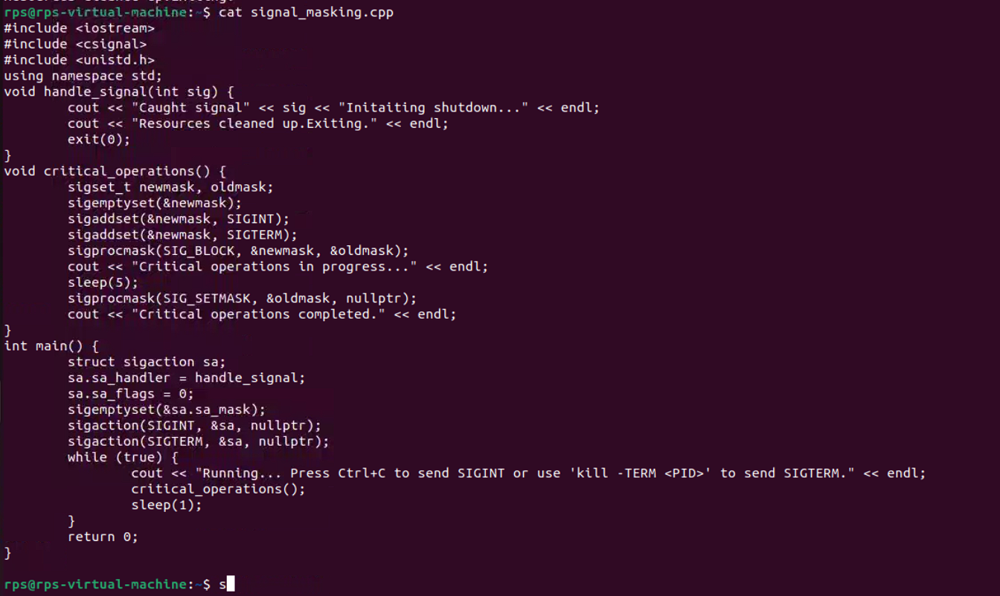 rps@rps-virtual-machine:~$ cat signal_masking.cpp
#include <iostream>
#include <csignal>
#include <unistd.h>
using namespace std;
void handle_signal(int sig) {
        cout << "Caught signal" << sig << "Initaiting shutdown..." << endl;
        cout << "Resources cleaned up.Exiting." << endl;
        exit(0);
}
void critical_operations() {
        sigset_t newmask, oldmask;
        sigemptyset(&newmask);
        sigaddset(&newmask, SIGINT);
        sigaddset(&newmask, SIGTERM);
        sigprocmask(SIG_BLOCK, &newmask, &oldmask);
        cout << "Critical operations in progress..." << endl;
        sleep(5);
        sigprocmask(SIG_SETMASK, &oldmask, nullptr);
        cout << "Critical operations completed." << endl;
}
int main() {
        struct sigaction sa;
        sa.sa_handler = handle_signal;
        sa.sa_flags = 0;
        sigemptyset(&sa.sa_mask);
        sigaction(SIGINT, &sa, nullptr);
        sigaction(SIGTERM, &sa, nullptr);
        while (true) {
                cout << "Running... Press Ctrl+C to send SIGINT or use 'kill -TERM <PID>' to send SIGTERM." << endl;
                critical_operations();
                sleep(1);
        }
        return 0;
}
rps@rps-virtual-machine:~$ s